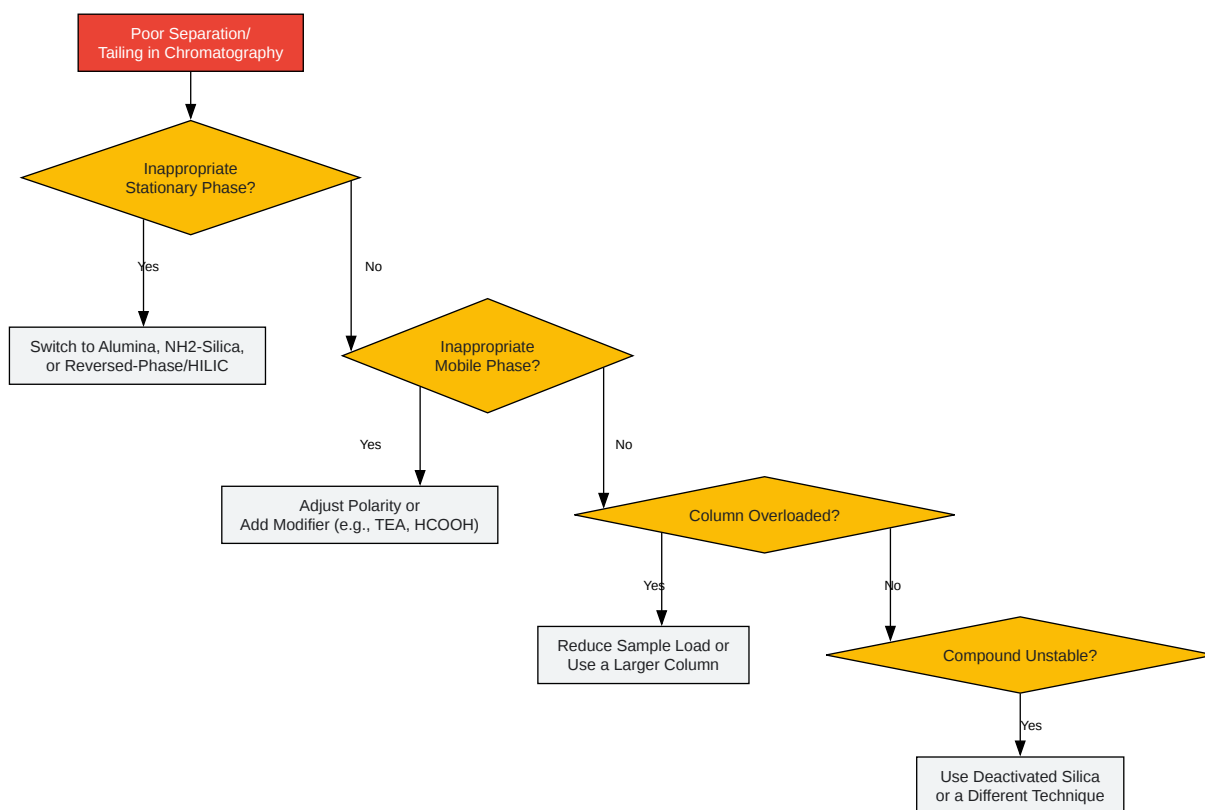 Poor Separation/
Tailing in Chromatography
Inappropriate
Stationary Phase?
Yes
No
Switch to Alumina, NH2-Silica,
or Reversed-Phase/HILIC
Inappropriate
Mobile Phase?
Yes
No
Adjust Polarity or
Add Modifier (e.g., TEA, HCOOH)
Column Overloaded?
Yes
No
Reduce Sample Load or
Use a Larger Column
Compound Unstable?
Yes
Use Deactivated Silica
or a Different Technique